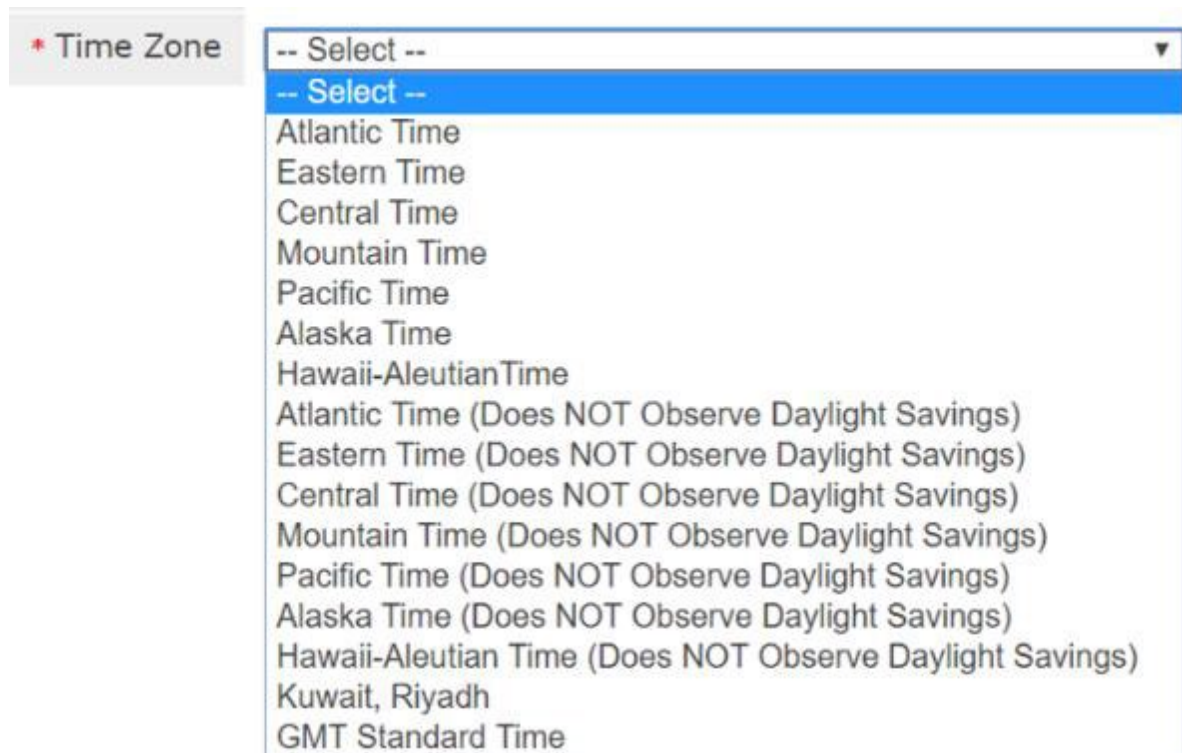 * Time Zone
-- Select --
-- Select --
Atlantic Time
Eastern Time
Central Time
Mountain Time
Pacific Time
Alaska Time
Hawaii-AleutianTime
Atlantic Time (Does NOT Observe Daylight Savings)
Eastern Time (Does NOT Observe Daylight Savings)
Central Time (Does NOT Observe Daylight Savings)
Mountain Time (Does NOT Observe Daylight Savings)
Pacific Time (Does NOT Observe Daylight Savings)
Alaska Time (Does NOT Observe Daylight Savings)
Hawaii-Aleutian Time (Does NOT Observe Daylight Savings)
Kuwait, Riyadh
GMT Standard Time